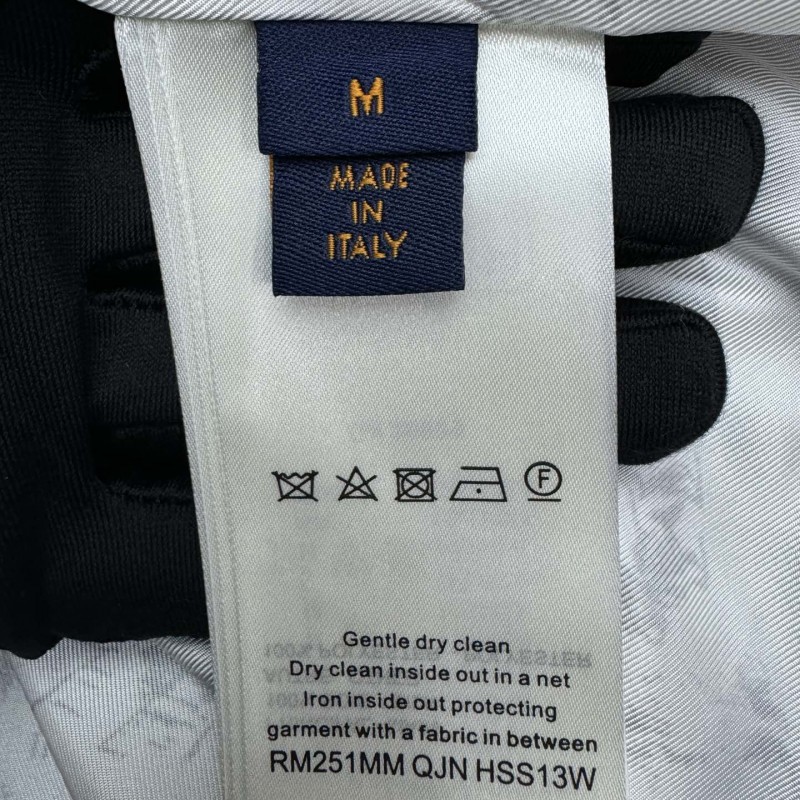 M
MADE
IN
ITALY
F
Gentle dry clean
Dry clean inside out in a net
Iron inside out protecting
garment with a fabric in between
RM251MM QJN HSS13W